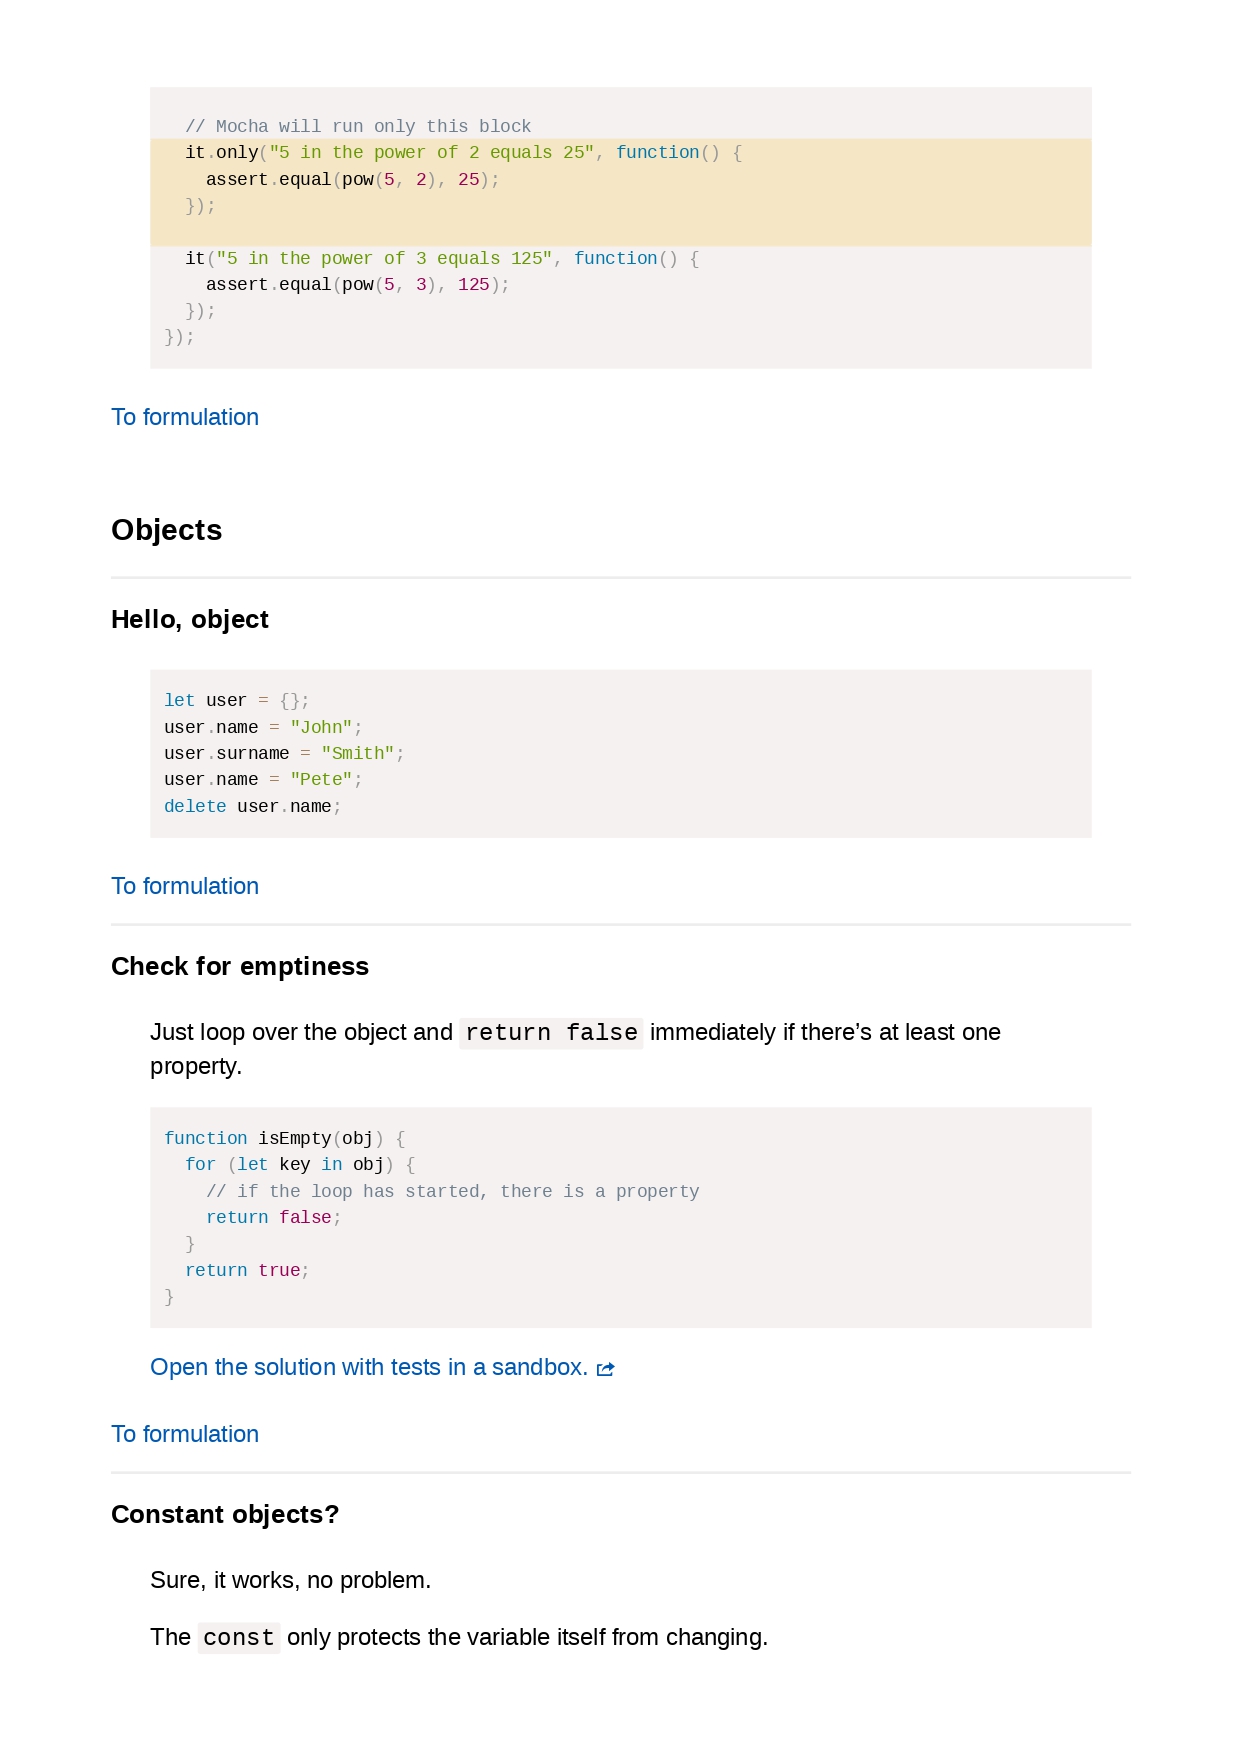 // Mocha will run only this block
  it.only("5 in the power of 2 equals 25", function() {
    assert.equal(pow(5, 2), 25);
  });

  it("5 in the power of 3 equals 125", function() {
    assert.equal(pow(5, 3), 125);
  });
});
To formulation
Objects
Hello, object
let user = {};
user.name = "John";
user.surname = "Smith";
user.name = "Pete";
delete user.name;
To formulation
Check for emptiness
Just loop over the object and return false immediately if there’s at least one
property.
function isEmpty(obj) {
  for (let key in obj) {
    // if the loop has started, there is a property
    return false;
  }
  return true;
}
Open the solution with tests in a sandbox.
To formulation
Constant objects?
Sure, it works, no problem.
The const only protects the variable itself from changing.